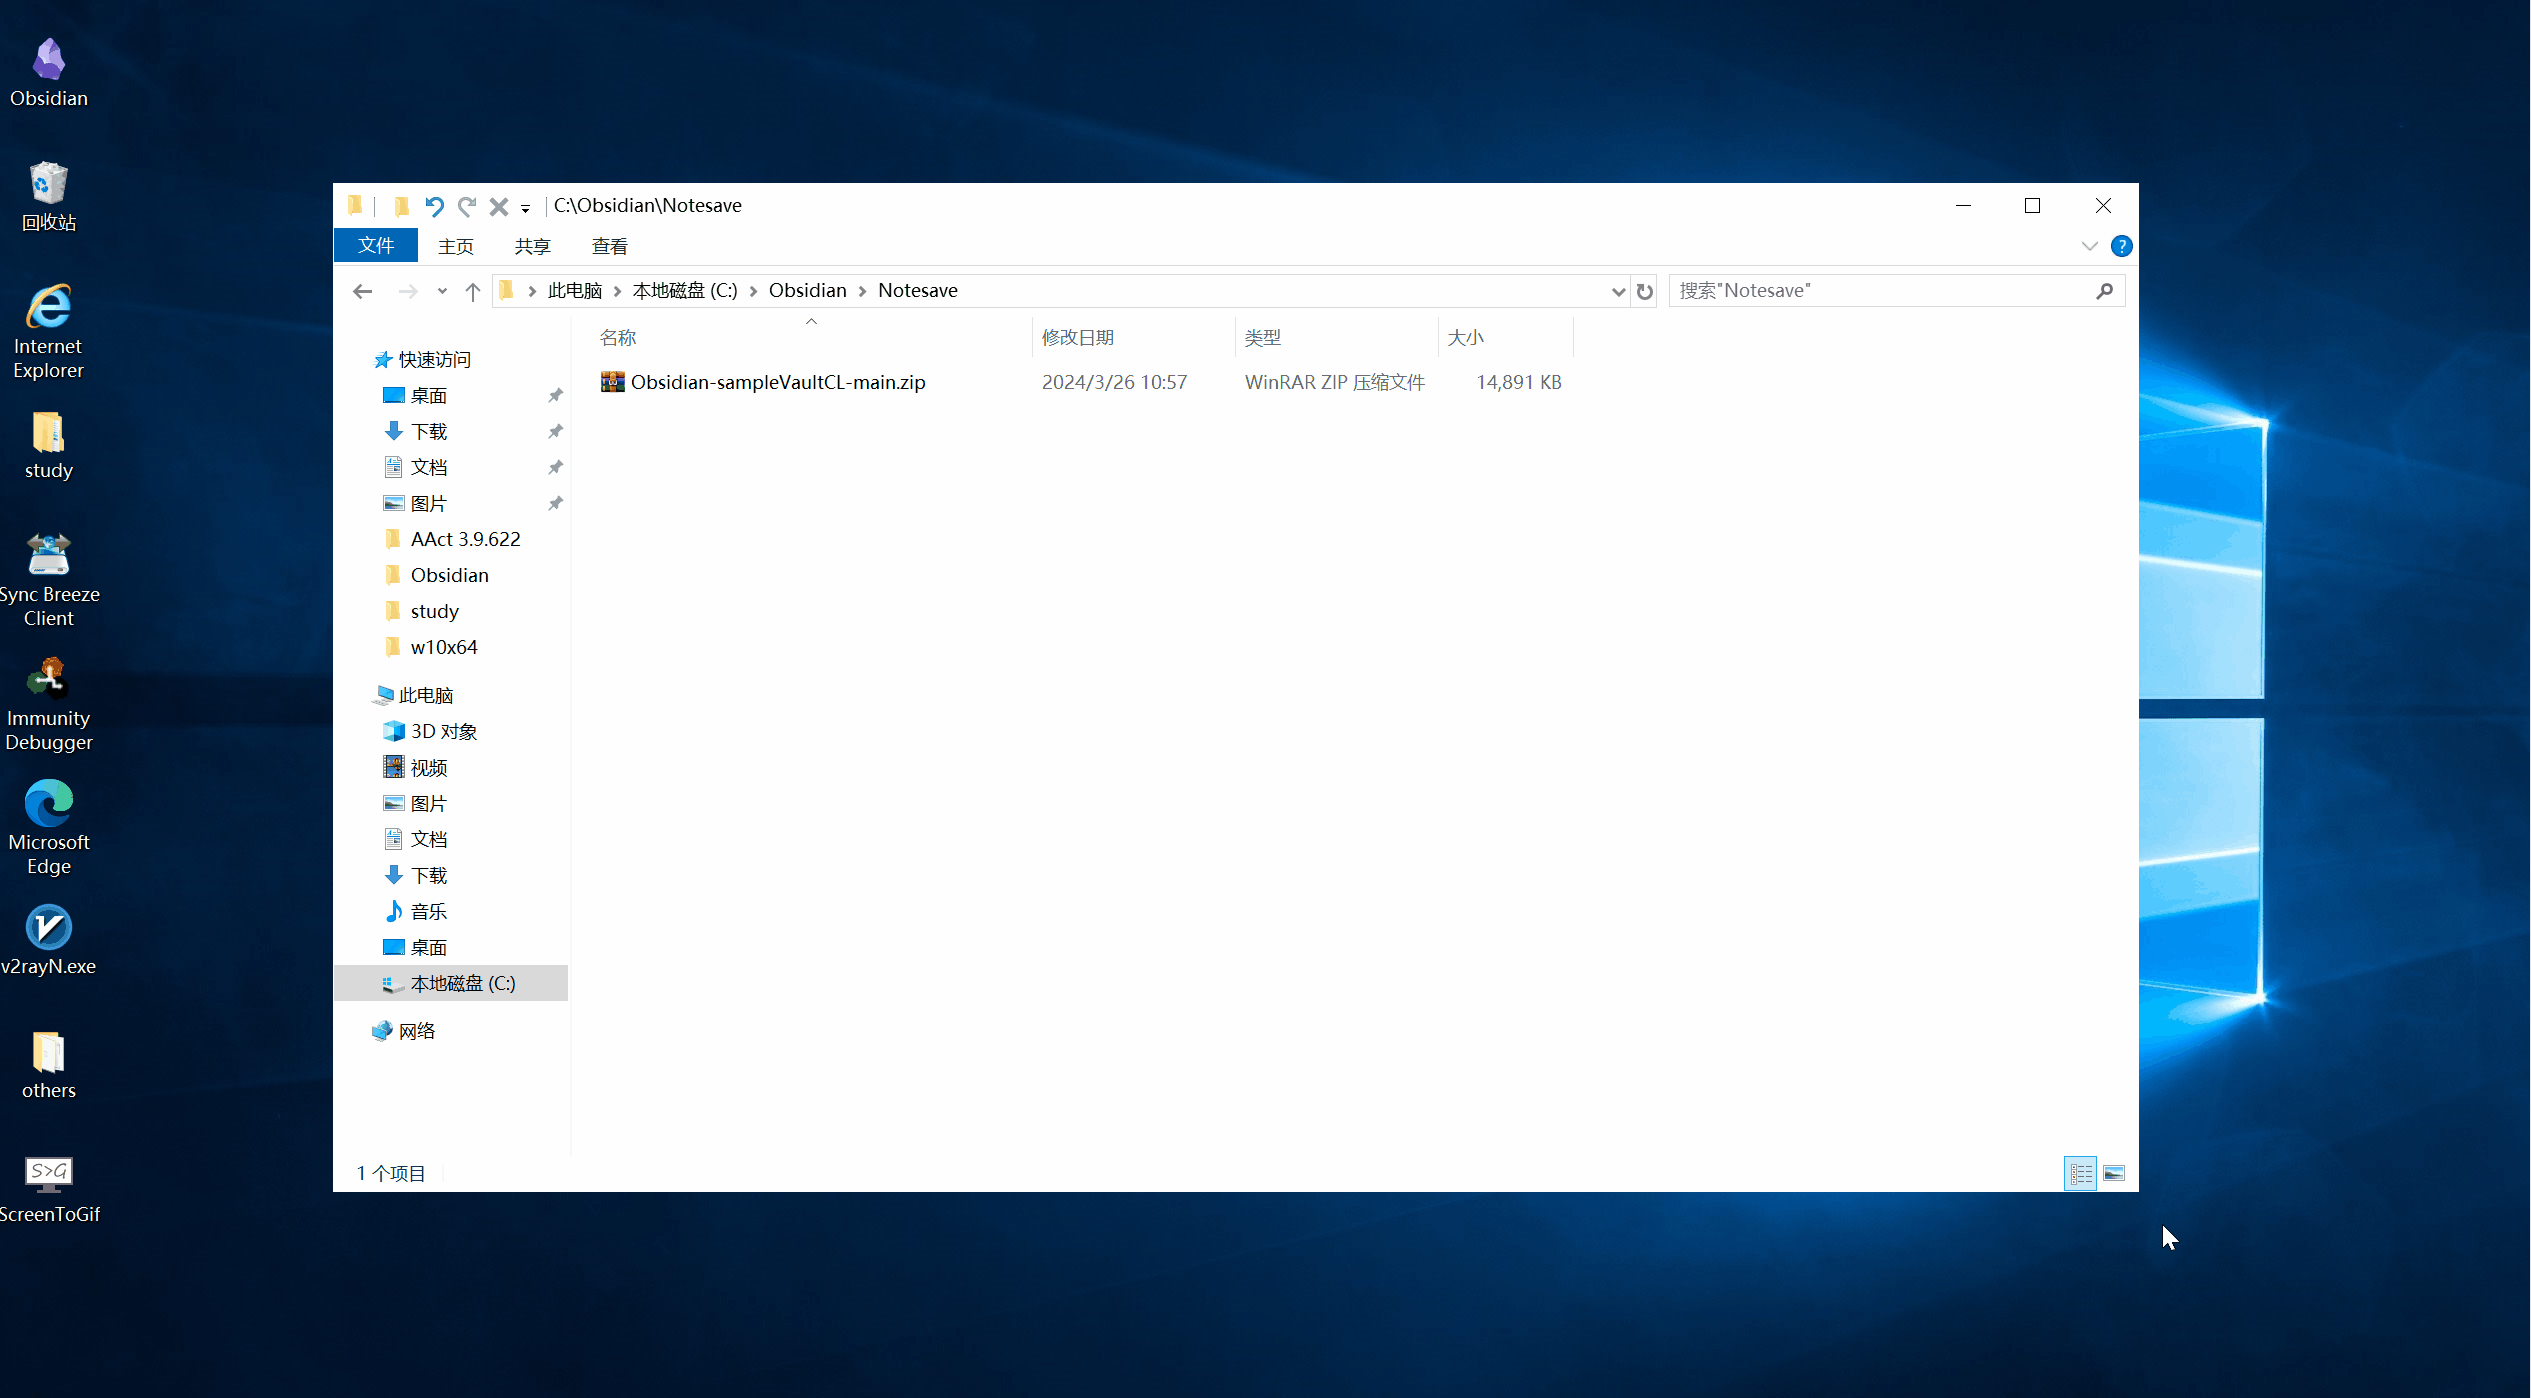 Obsidian
回收站
Internet
Explorer
study
Sync Breeze
Client
Immunity
Debugger
Microsoft
Edge
v2rayN.exe
others
S>G
ScreenToGif
C:\Obsidian\Notesave
文件 主页 共享 查看
此电脑 > 本地磁盘 (C:) > Obsidian > Notesave
搜索"Notesave"
名称 修改日期 类型 大小
Obsidian-sampleVaultCL-main.zip 2024/3/26 10:57 WinRAR ZIP 压缩文件 14,891 KB
快速访问
桌面
下载
文档
图片
AAct 3.9.622
Obsidian
study
w10x64
此电脑
3D 对象
视频
图片
文档
下载
音乐
桌面
本地磁盘 (C:)
网络
1 个项目